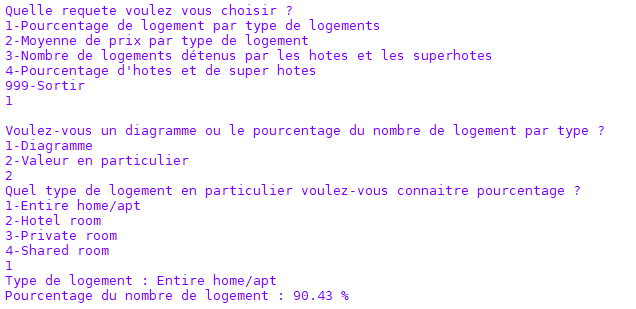 Quelle requete voulez vous choisir ?
1-Pourcentage de logement par type de logements
2-Moyenne de prix par type de logement
3-Nombre de logements détenus par les hotes et les superhotes
4-Pourcentage d'hotes et de super hotes
999-Sortir
1
Voulez-vous un diagramme ou le pourcentage du nombre de logement par type ?
1-Diagramme
2-Valeur en particulier
2
Quel type de logement en particulier voulez-vous connaitre pourcentage ?
1-Entire home/apt
2-Hotel room
3-Private room
4-Shared room
1
Type de logement : Entire home/apt
Pourcentage du nombre de logement : 90.43 %